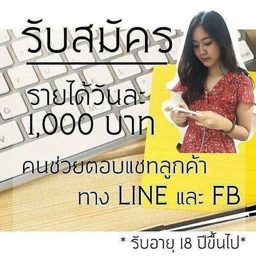 รับสมัคร
รายได้วันละ
1,000 บาท
คนช่วยตอบแชทลูกค้า
ทาง LINE และ FB
* รับอายุ 18 ปีขึ้นไป*